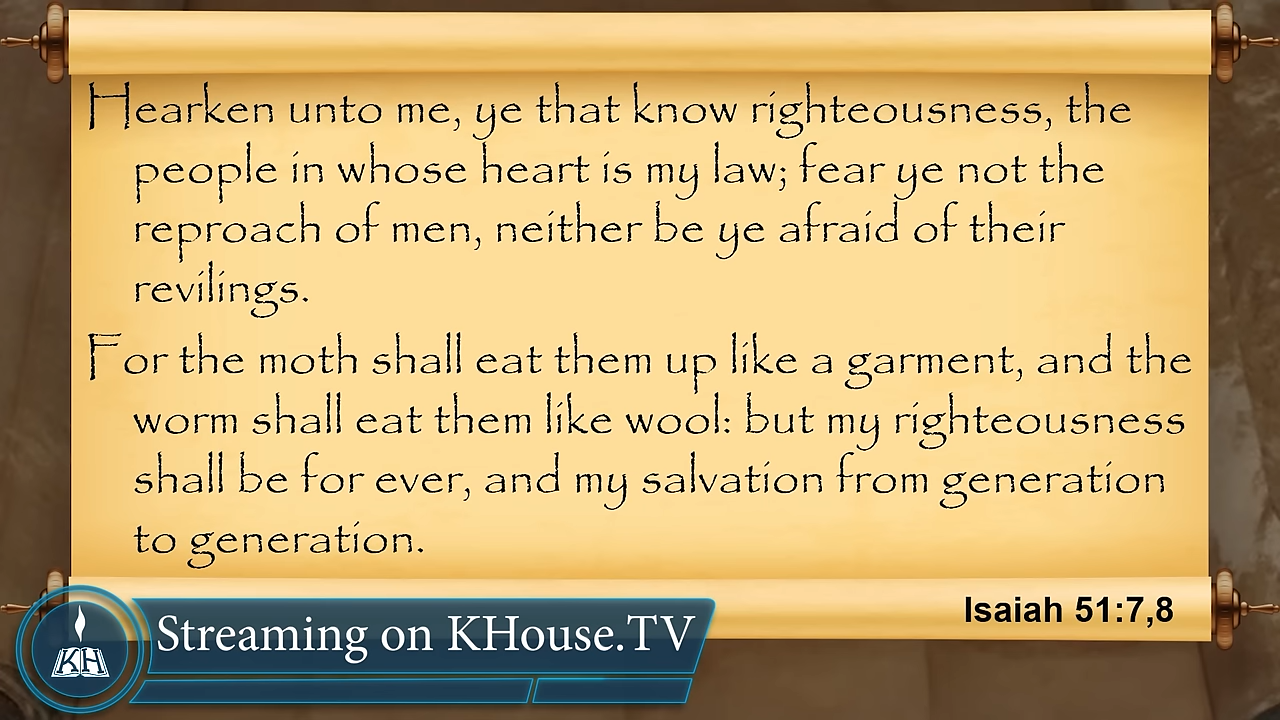 Hearken unto me, ye that know righteousness, the
people in whose heart is my law; fear ye not the
reproach of men, neither be ye afraid of their
revilings.
For the moth shall eat them up like a garment, and the
worm shall eat them like wool: but my righteousness
shall be for ever, and my salvation from generation
to generation.
Isaiah 51:7,8
Streaming on KHouse.TV
KH